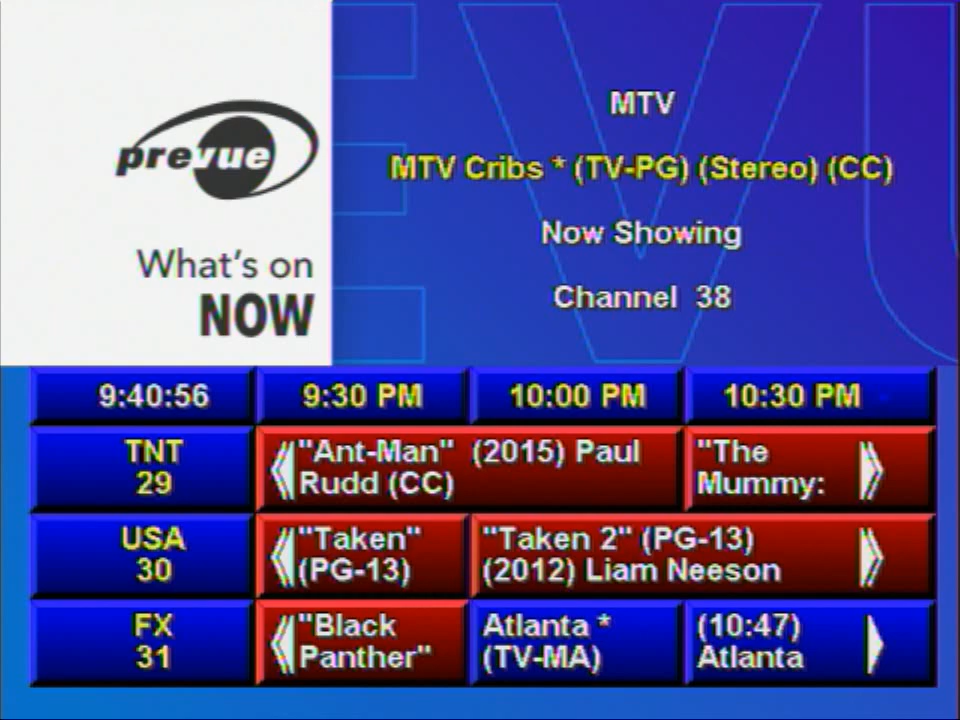 prevue
What's on
NOW
MTV
MTV Cribs * (TV-PG) (Stereo) (CC)
Now Showing
Channel 38
9:40:56 9:30 PM 10:00 PM 10:30 PM
TNT
29
"Ant-Man" (2015) Paul
Rudd (CC)
"The
Mummy:
USA
30
"Taken"
(PG-13)
"Taken 2" (PG-13)
(2012) Liam Neeson
FX
31
"Black
Panther"
Atlanta *
(TV-MA)
(10:47)
Atlanta